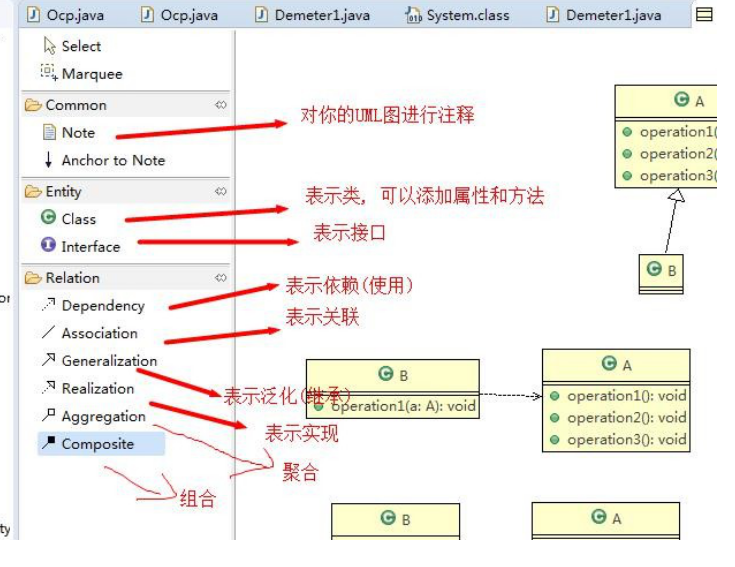 Ocp.java
Ocp.java
Demeter1.java
System.class
Demeter1.java
Select
Marquee
Common
Note
Anchor to Note
Entity
Class
Interface
Relation
Dependency
Association
Generalization
Realization
Aggregation
Composite
对你的UML图进行注释
表示类, 可以添加属性和方法
表示接口
表示依赖(使用)
表示关联
表示泛化(继承)
表示实现
聚合
组合
A
operation1(
operation2(
operation3(
B
B
operation1(a: A): void
A
operation1(): void
operation2(): void
operation3(): void
B
A
or
ty